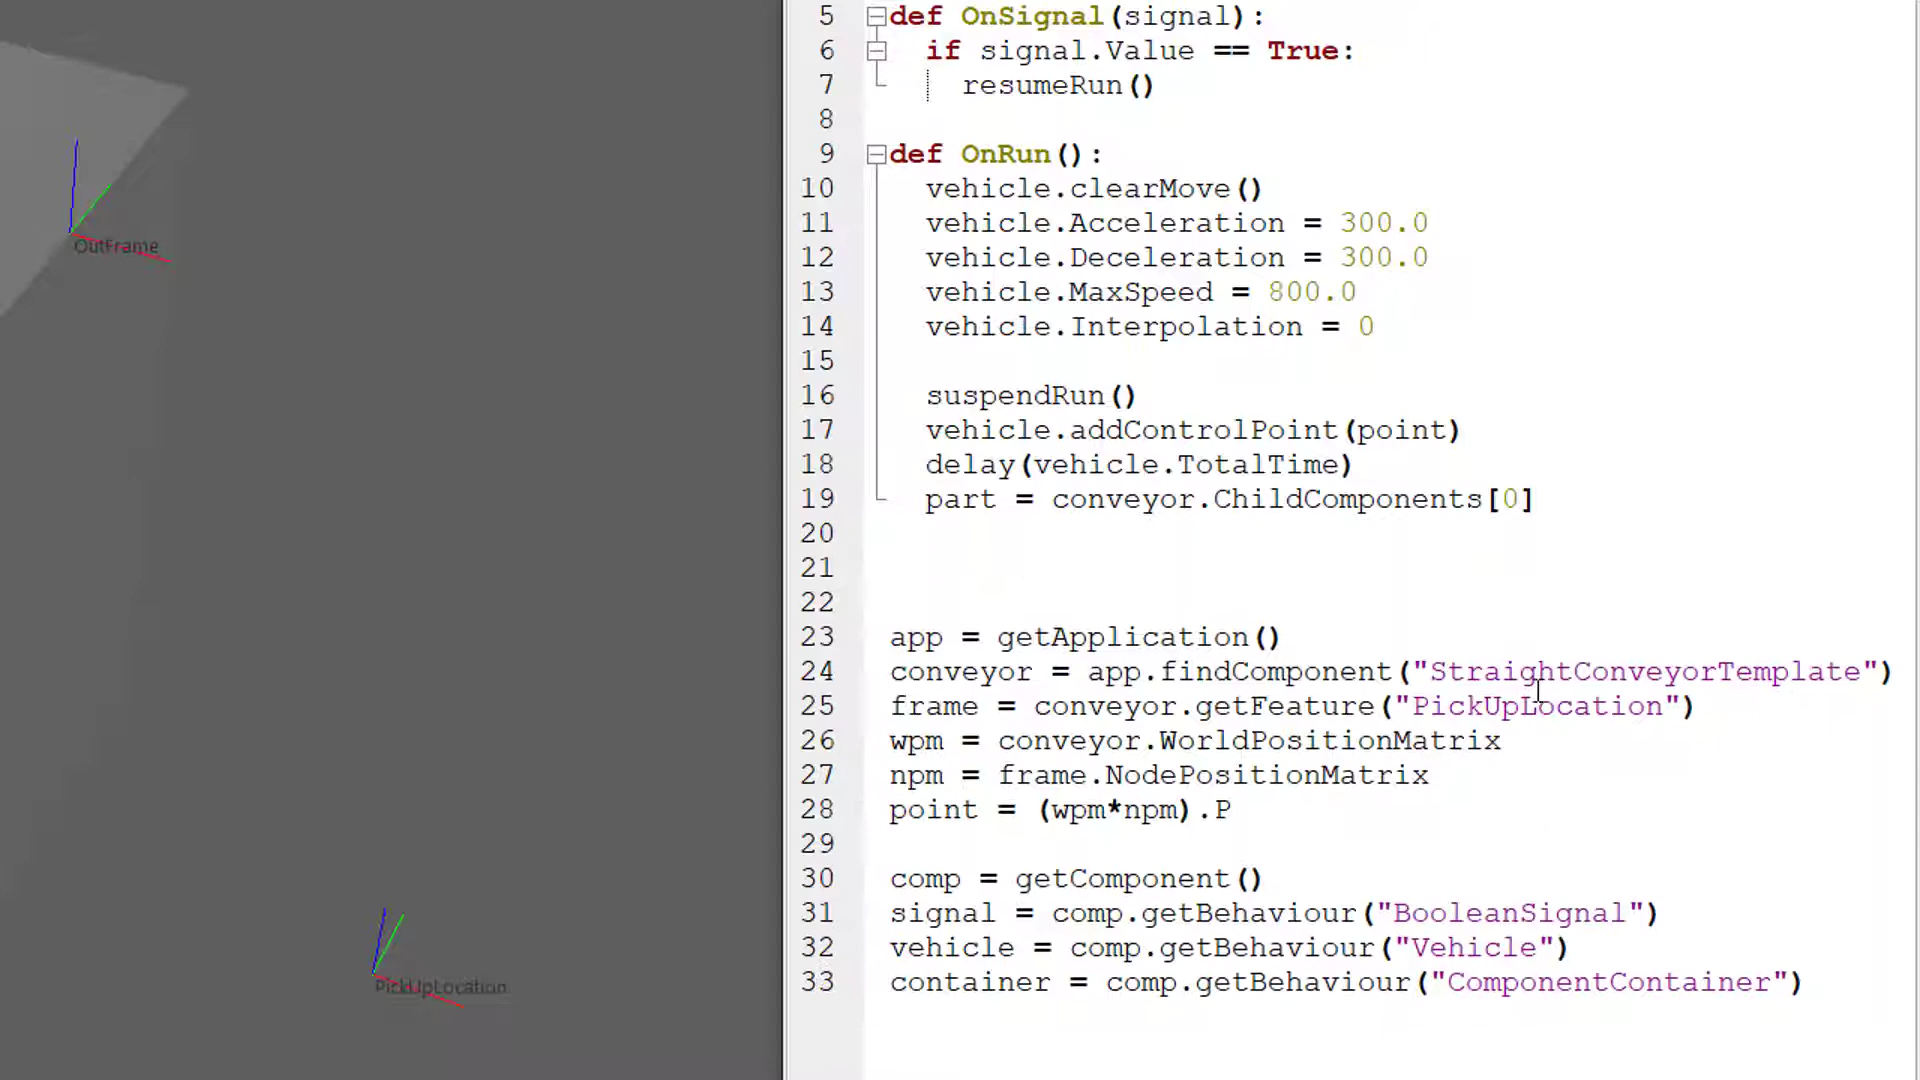 OutFrame
PickUpLocation
5 def OnSignal(signal):
6 if signal.Value == True:
7 resumeRun()
8
9 def OnRun():
10 vehicle.clearMove()
11 vehicle.Acceleration = 300.0
12 vehicle.Deceleration = 300.0
13 vehicle.MaxSpeed = 800.0
14 vehicle.Interpolation = 0
15
16 suspendRun()
17 vehicle.addControlPoint(point)
18 delay(vehicle.TotalTime)
19 part = conveyor.ChildComponents[0]
20
21
22
23 app = getApplication()
24 conveyor = app.findComponent("StraightConveyorTemplate")
25 frame = conveyor.getFeature("PickUpLocation")
26 wpm = conveyor.WorldPositionMatrix
27 npm = frame.NodePositionMatrix
28 point = (wpm*npm).P
29
30 comp = getComponent()
31 signal = comp.getBehaviour("BooleanSignal")
32 vehicle = comp.getBehaviour("Vehicle")
33 container = comp.getBehaviour("ComponentContainer")